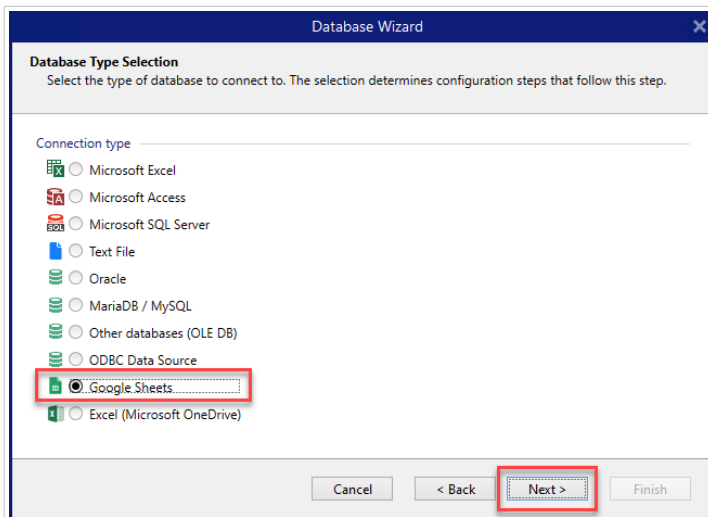 Database Wizard
Database Type Selection
Select the type of database to connect to. The selection determines configuration steps that follow this step.
Connection type
Microsoft Excel
Microsoft Access
Microsoft SQL Server
Text File
Oracle
MariaDB / MySQL
Other databases (OLE DB)
ODBC Data Source
Google Sheets
Excel (Microsoft OneDrive)
Cancel
< Back
Next >
Finish